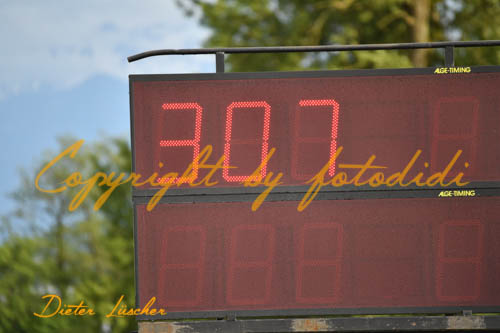 ALGE-TIMING
307
Copyright by fotodidi
ALGE-TIMING
Dieter Lüscher